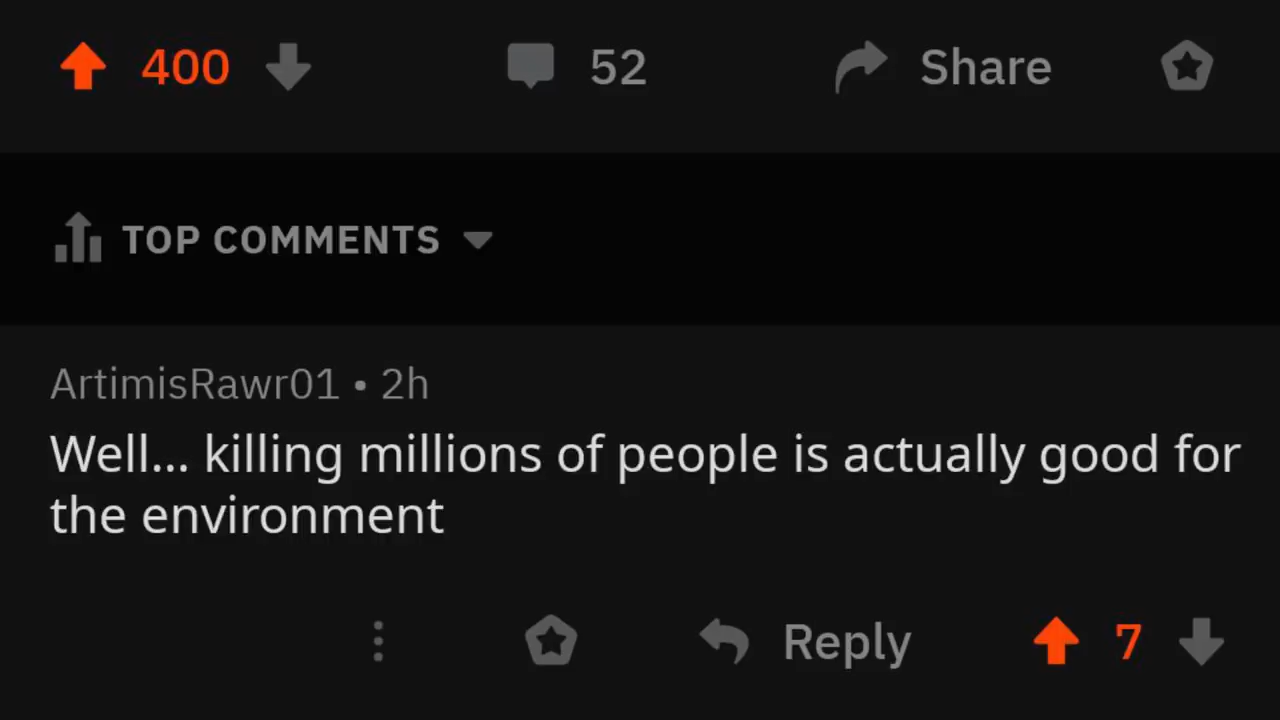 400 52 Share
TOP COMMENTS
ArtimisRawr01 • 2h
Well... killing millions of people is actually good for
the environment
Reply 7